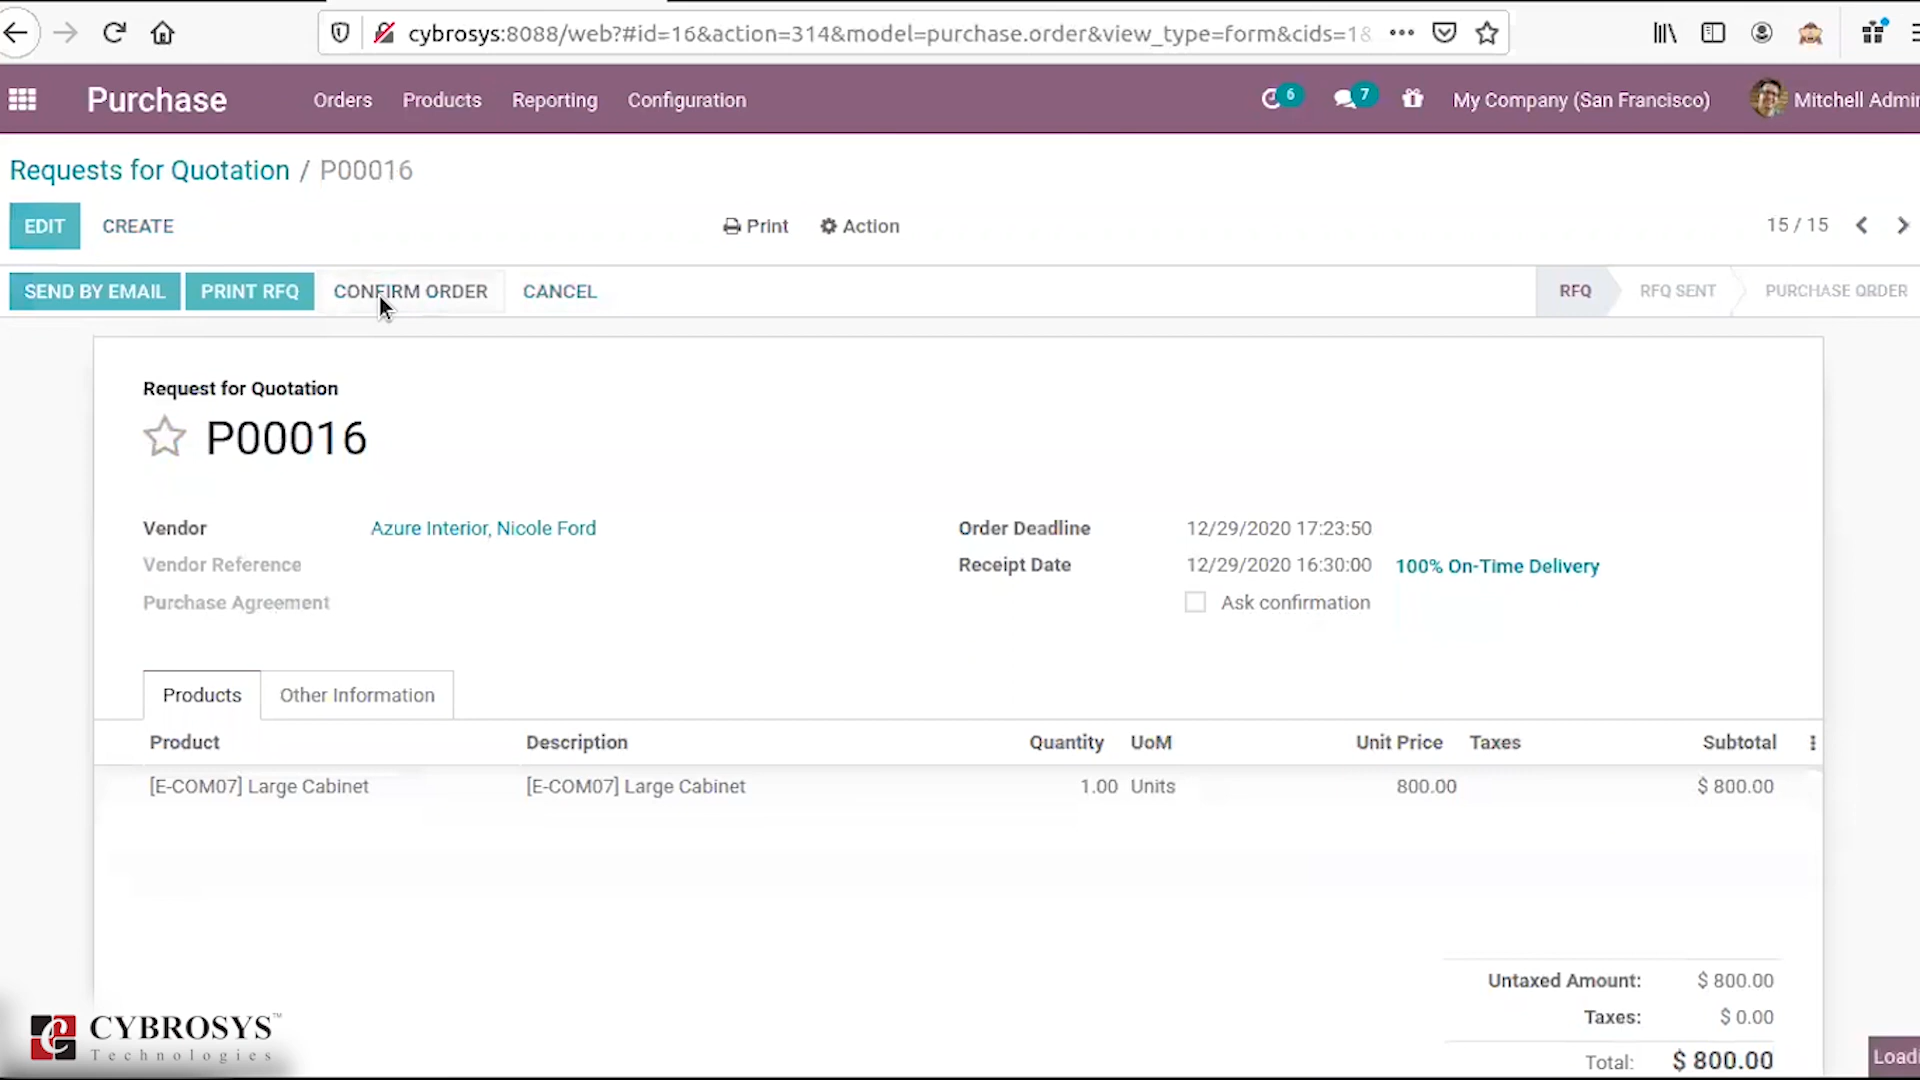 cybrosys:8088/web?#id=16&action=314&model=purchase.order&view_type=form&cids=1&
Purchase Orders Products Reporting Configuration 6 7 My Company (San Francisco) Mitchell Admin
Requests for Quotation / P00016
EDIT CREATE Print Action 15 / 15
SEND BY EMAIL PRINT RFQ CONFIRM ORDER CANCEL RFQ RFQ SENT PURCHASE ORDER
Request for Quotation
P00016
Vendor Azure Interior, Nicole Ford Order Deadline 12/29/2020 17:23:50
Vendor Reference Receipt Date 12/29/2020 16:30:00 100% On-Time Delivery
Purchase Agreement Ask confirmation
Products Other Information
Product Description Quantity UoM Unit Price Taxes Subtotal
[E-COM07] Large Cabinet [E-COM07] Large Cabinet 1.00 Units 800.00 $ 800.00
Untaxed Amount: $ 800.00
Taxes: $ 0.00
Total: $ 800.00
CYBROSYS™
Technologies
Loadi